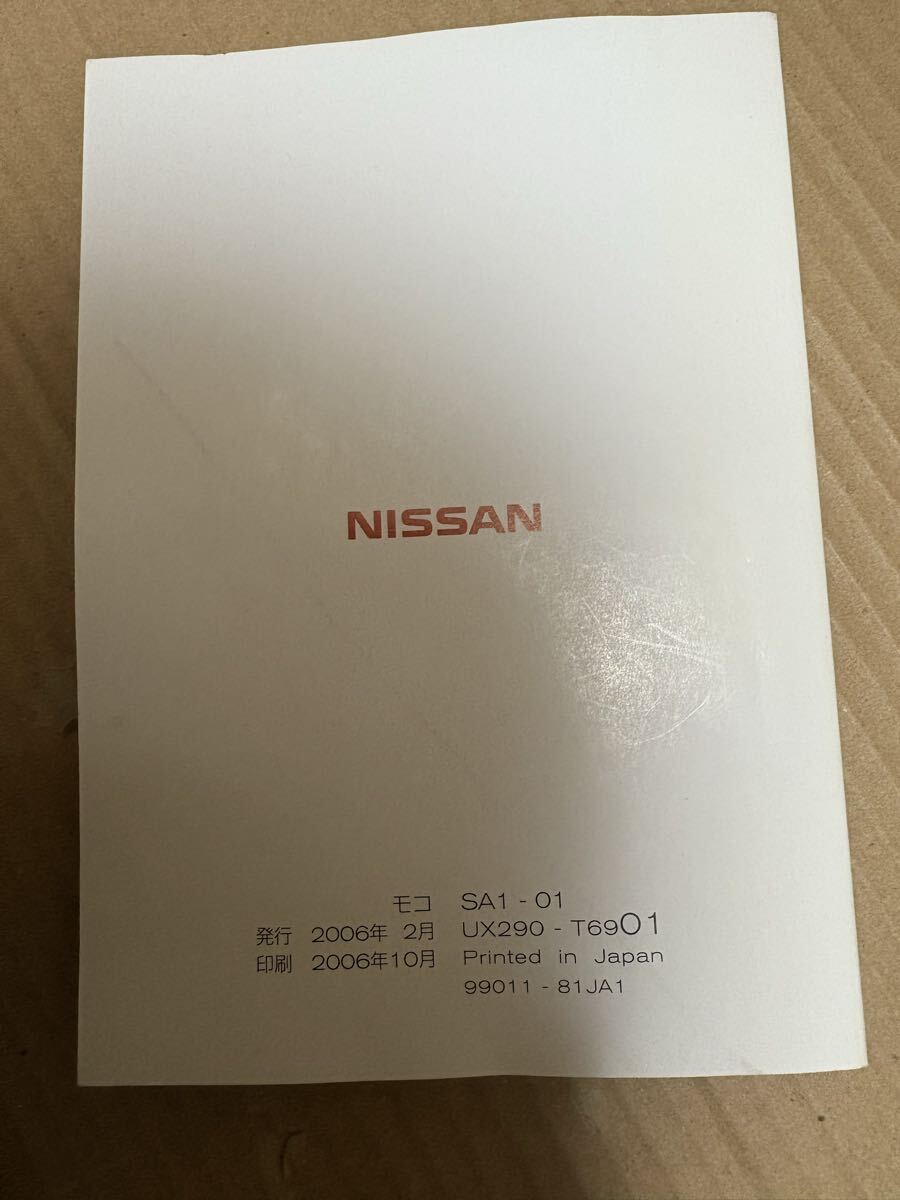 NISSAN
モコ SA1 - 01
発行 2006年 2月 UX290 - T6901
印刷 2006年10月 Printed in Japan
99011 - 81JA1